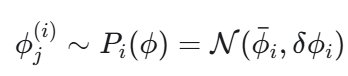 ϕ_j^{(i)} ∼ P_i(ϕ) = 𝒩(ϕ̄_i, δϕ_i)